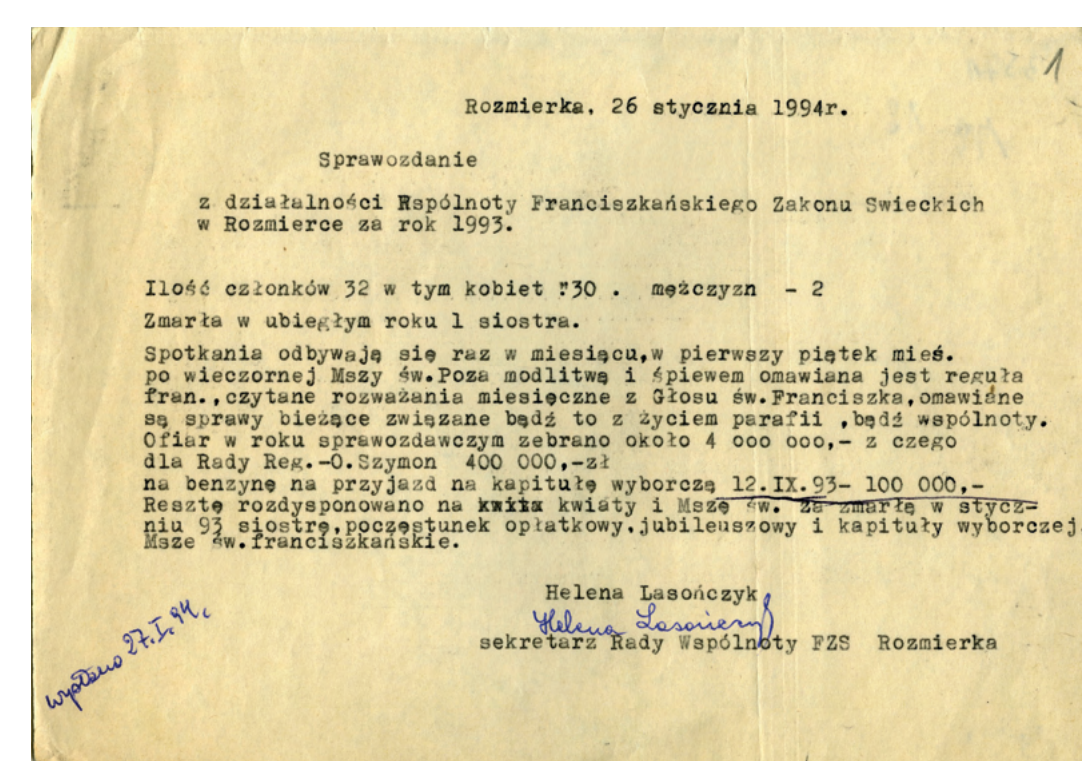 1
Rozmierka, 26 stycznia 1994r.
Sprawozdanie
z działalności Rspólnoty Franciszkańskiego Zakonu Swieckich
w Rozmierce za rok 1993.
Ilość członków 32 w tym kobiet :30 . mężczyzn - 2
Zmarła w ubiegłym roku 1 siostra.
Spotkania odbywają się raz w miesiącu,w pierwszy piątek mieś.
po wieczornej Mszy św.Poza modlitwą i śpiewem omawiana jest reguła
fran.,czytane rozważania miesięczne z Głosu św.Franciszka,omawiane
są sprawy bieżące związane bądź to z życiem parafii ,bądź wspólnoty.
Ofiar w roku sprawozdawczym zebrano około 4 ooo ooo,- z czego
dla Rady Reg.-O.Szymon 400 000,-zł
na benzynę na przyjazd na kapitułę wyborczą 12.IX.93- 100 000,-
Resztę rozdysponowano na kwita kwiaty i Mszę św. za zmarłę w stycz=
niu 93 siostrę,poczęstunek opłatkowy,jubileuszowy i kapituły wyborczej.
Msze św.franciszkańskie.
Helena Lasończyk
Helena Lasończyk
sekretarz Rady Wspólnoty FZS Rozmierka
wysłano 27.I.94.